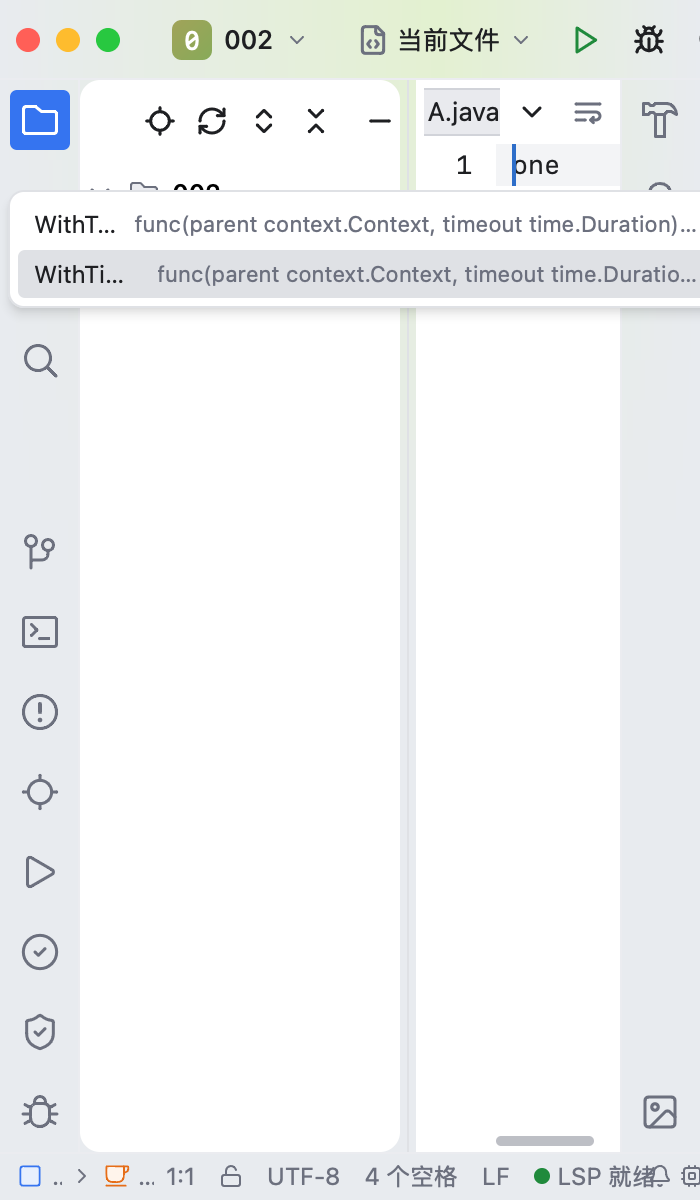 0 002 当前文件
A.java
1 one
002
WithT... func(parent context.Context, timeout time.Duration)...
WithTi... func(parent context.Context, timeout time.Duratio...
.. ... 1:1 UTF-8 4 个空格 LF LSP 就绪